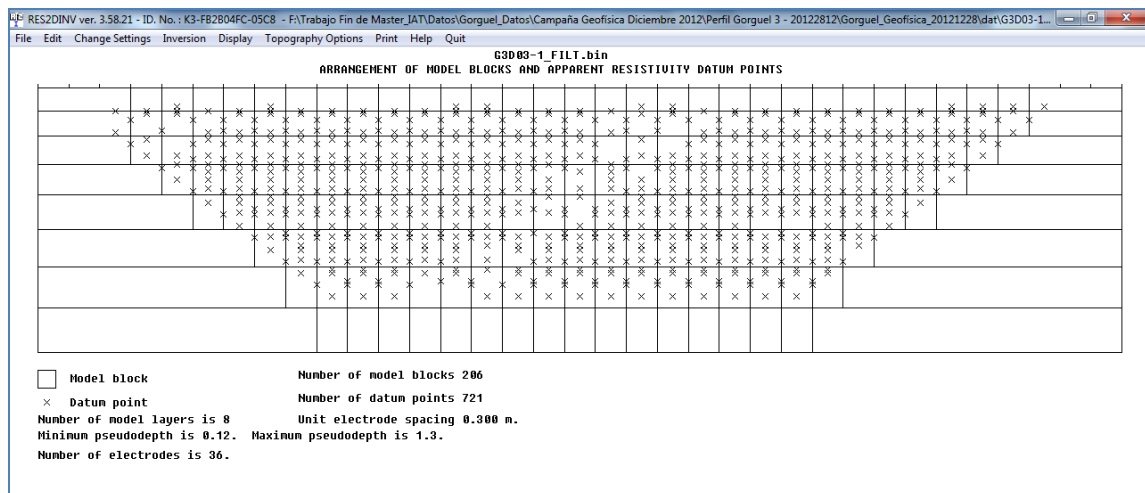 RES2DINV ver. 3.58.21 - ID. No. : K3-FB2B04FC-05C8 - F:\Trabajo Fin de Master_IAT\Datos\Gorguel_Datos\Campaña Geofísica Diciembre 2012\Perfil Gorguel 3 - 20122812\Gorguel_Geofísica_20121228\dat\G3D03-1...
File Edit Change Settings Inversion Display Topography Options Print Help Quit
G3D03-1_FILT.bin
ARRANGEMENT OF MODEL BLOCKS AND APPARENT RESISTIVITY DATUM POINTS
Model block Number of model blocks 206
Datum point Number of datum points 721
Number of model layers is 8 Unit electrode spacing 0.300 m.
Minimum pseudodepth is 0.12. Maximum pseudodepth is 1.3.
Number of electrodes is 36.